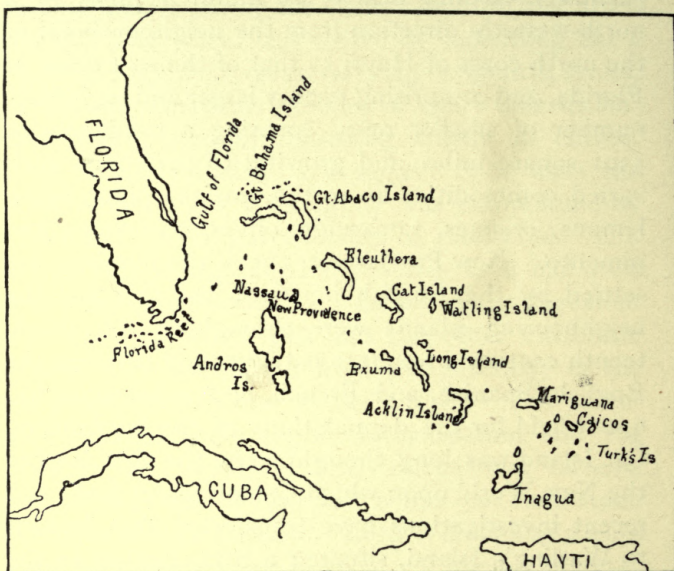 FLORIDA
Gulf of Florida
Gt Bahama Island
Gt. Abaco Island
Eleuthera
Nassau
New Providence
Cat Island
Watling Island
Florida Reef
Andros
Is.
Exuma
Long Island
Acklin Island
Mariguana
Cajcos
Turk's Is
Inagua
CUBA
HAYTI